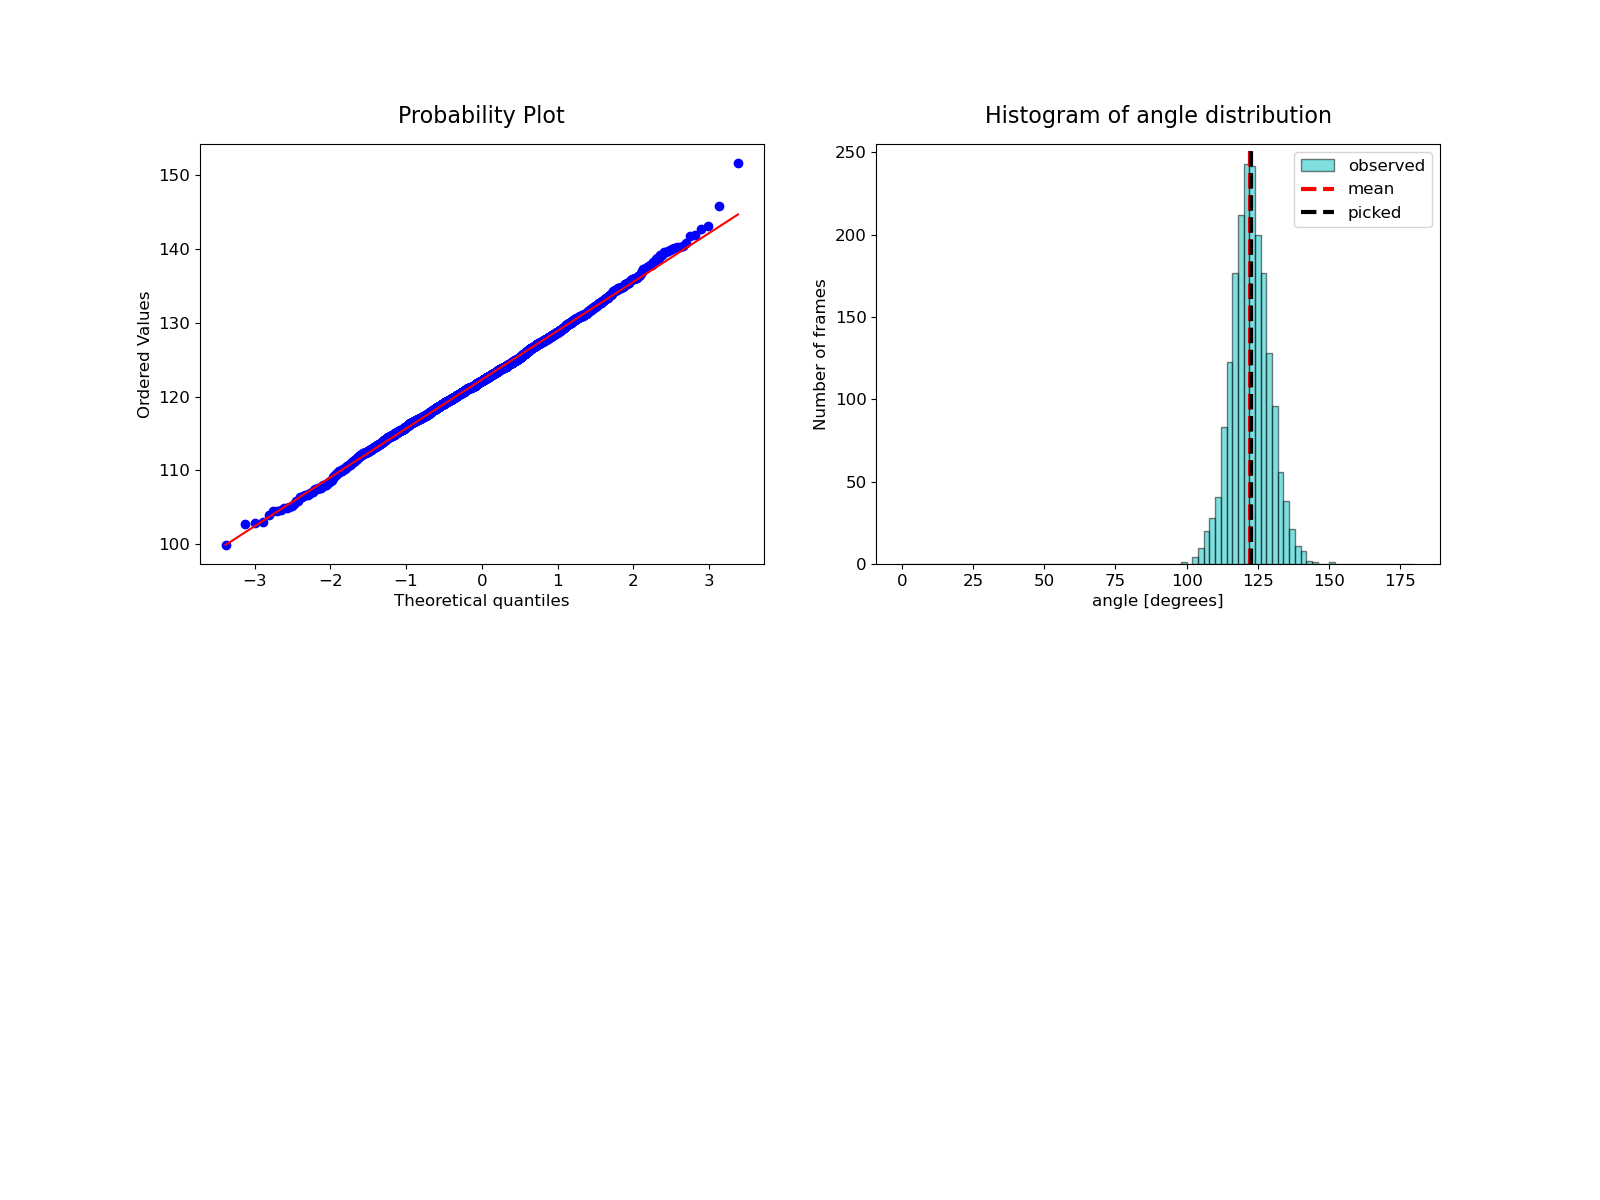 Probability Plot
150
140
130
120
110
100
Ordered Values
−3 −2 −1 0 1 2 3
Theoretical quantiles
Histogram of angle distribution
250
200
150
100
50
0
Number of frames
observed
mean
picked
0 25 50 75 100 125 150 175
angle [degrees]